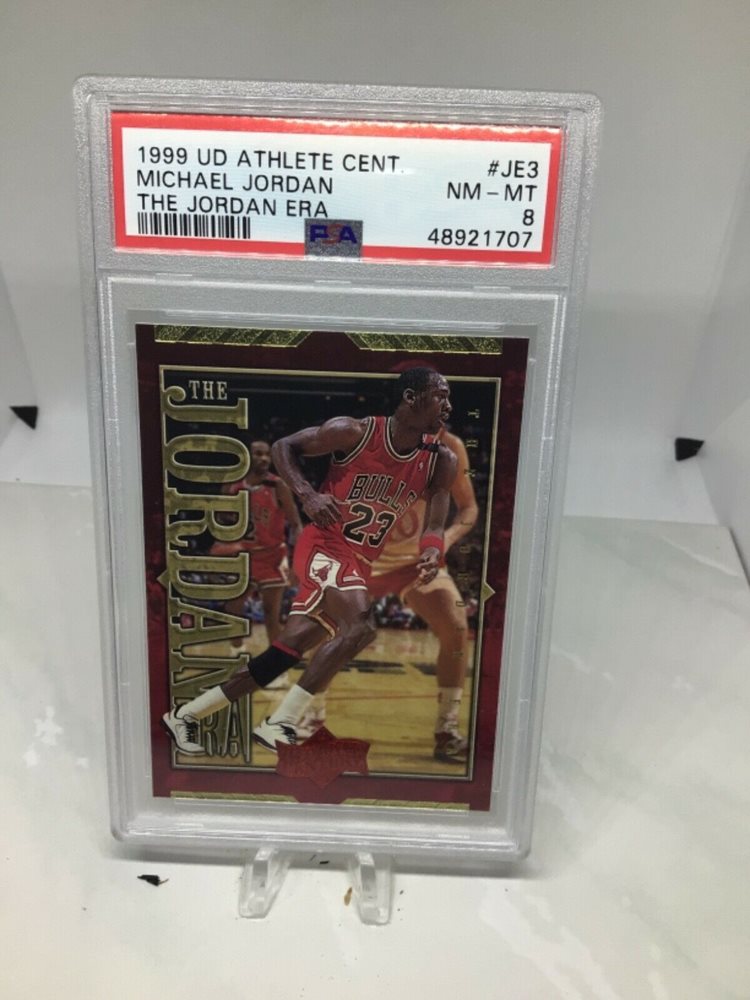 1999 UD ATHLETE CENT.
#JE3
MICHAEL JORDAN
NM - MT
THE JORDAN ERA
8
PSA
48921707
THE
JORDAN
ERA
BULLS
23